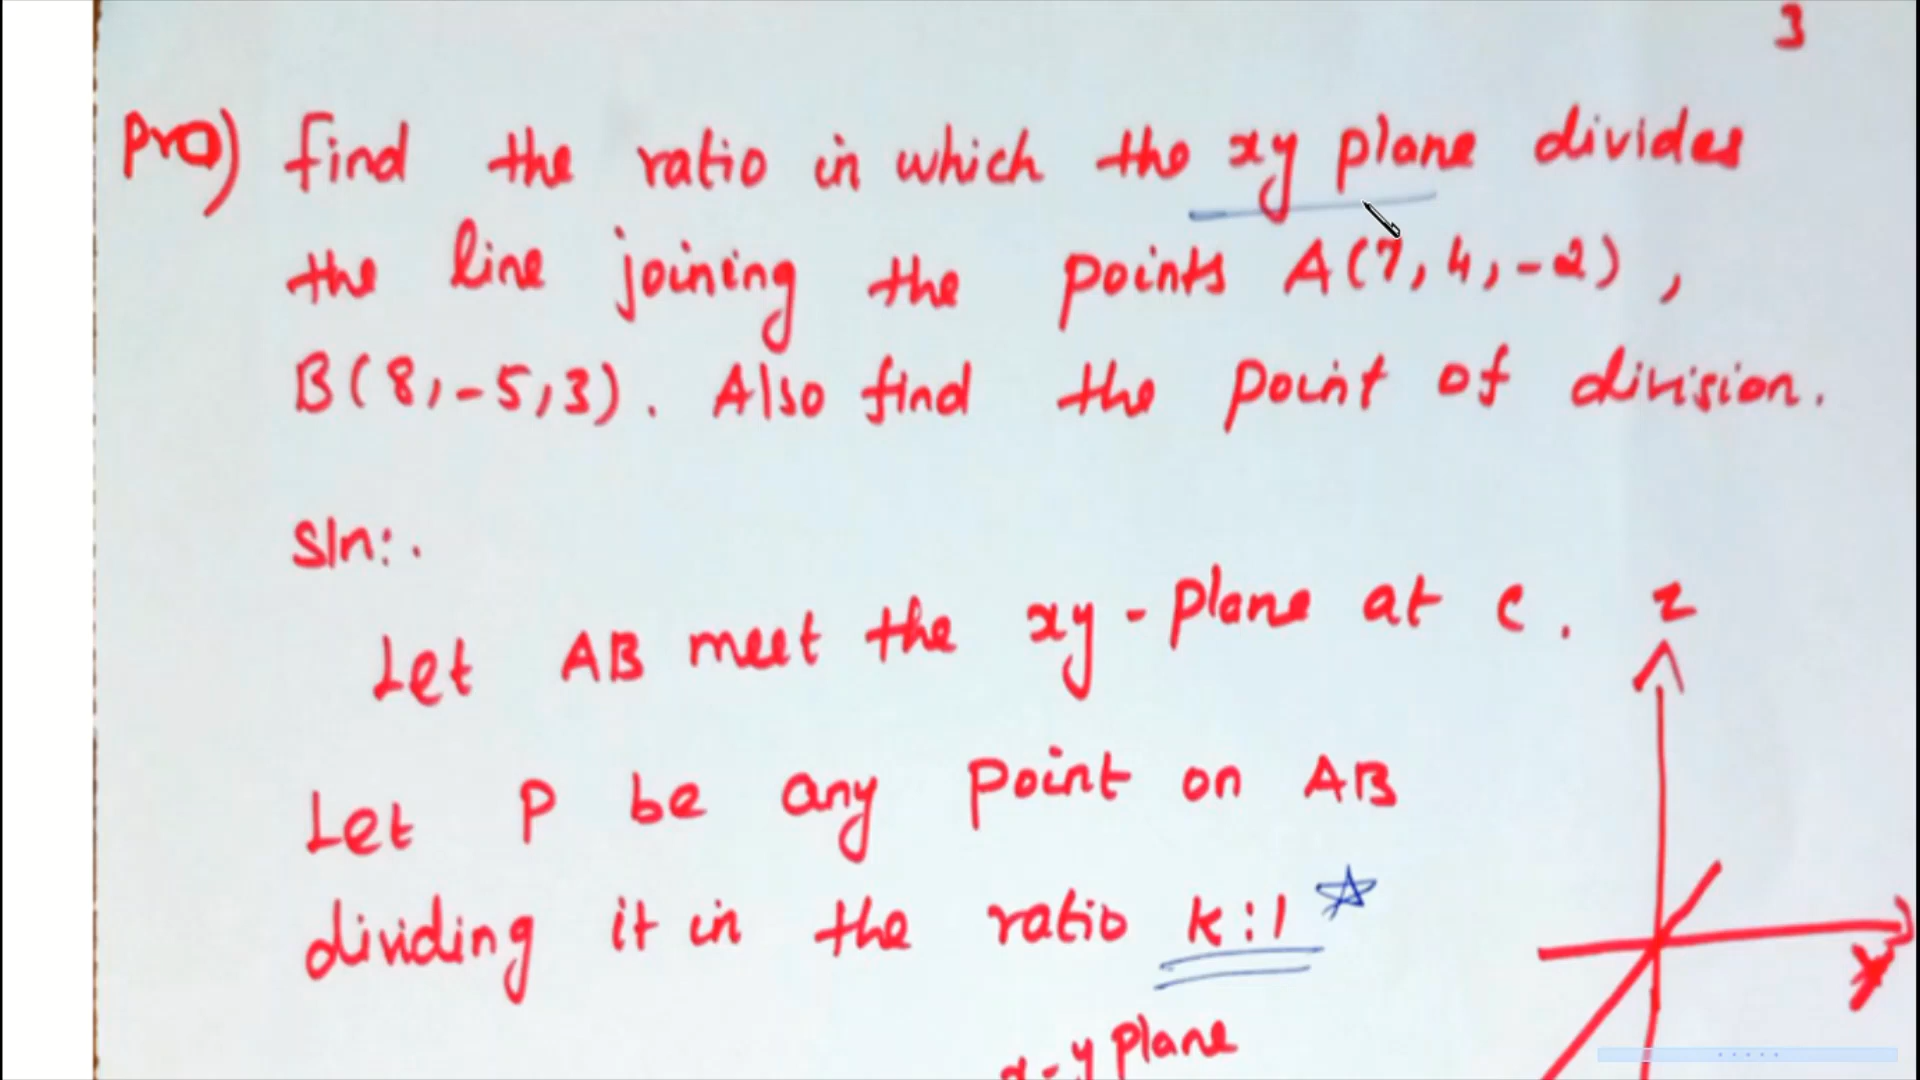 3
Pro) find the ratio in which the xy plane divides
the line joining the points A(7, 4, -2) ,
B(8, -5, 3). Also find the point of division.
Sln:.
Let AB meet the xy-plane at C.
z
Let P be any point on AB
dividing it in the ratio k:1
x
x-y plane